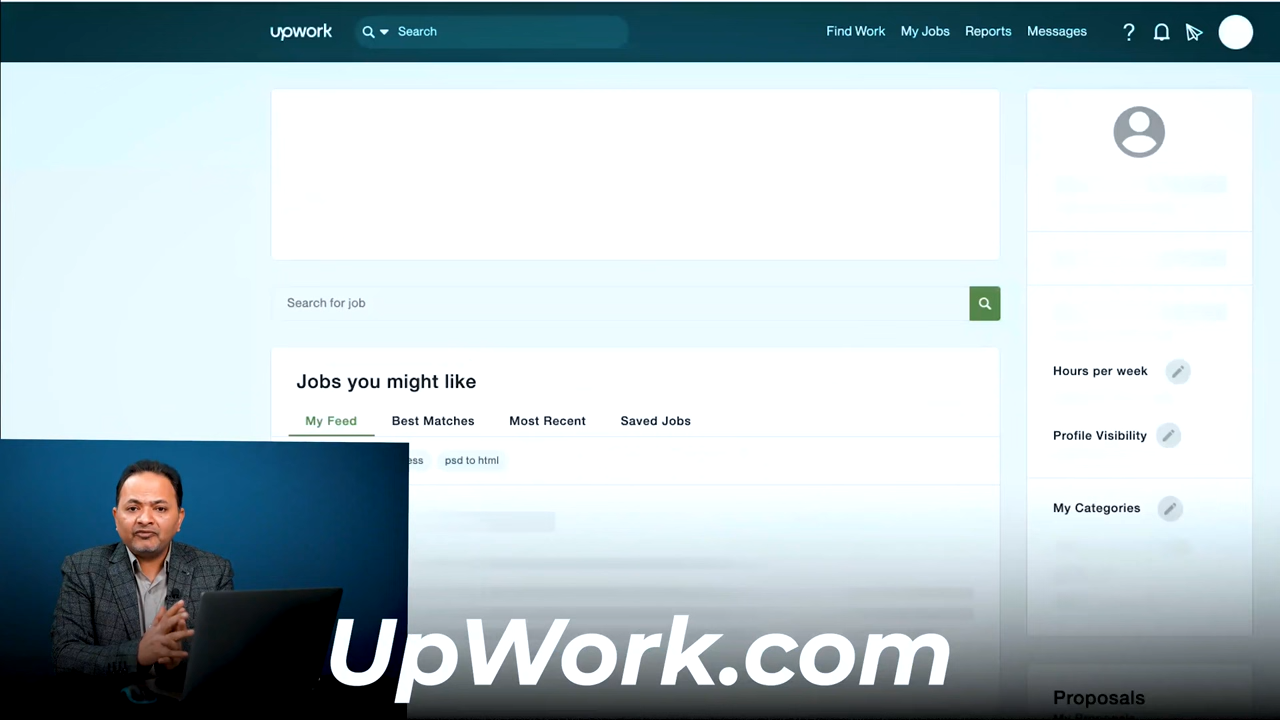 upwork
Search
Find Work
My Jobs
Reports
Messages
?
Search for job
Jobs you might like
My Feed
Best Matches
Most Recent
Saved Jobs
ess
psd to html
Hours per week
Profile Visibility
My Categories
Proposals
UpWork.com